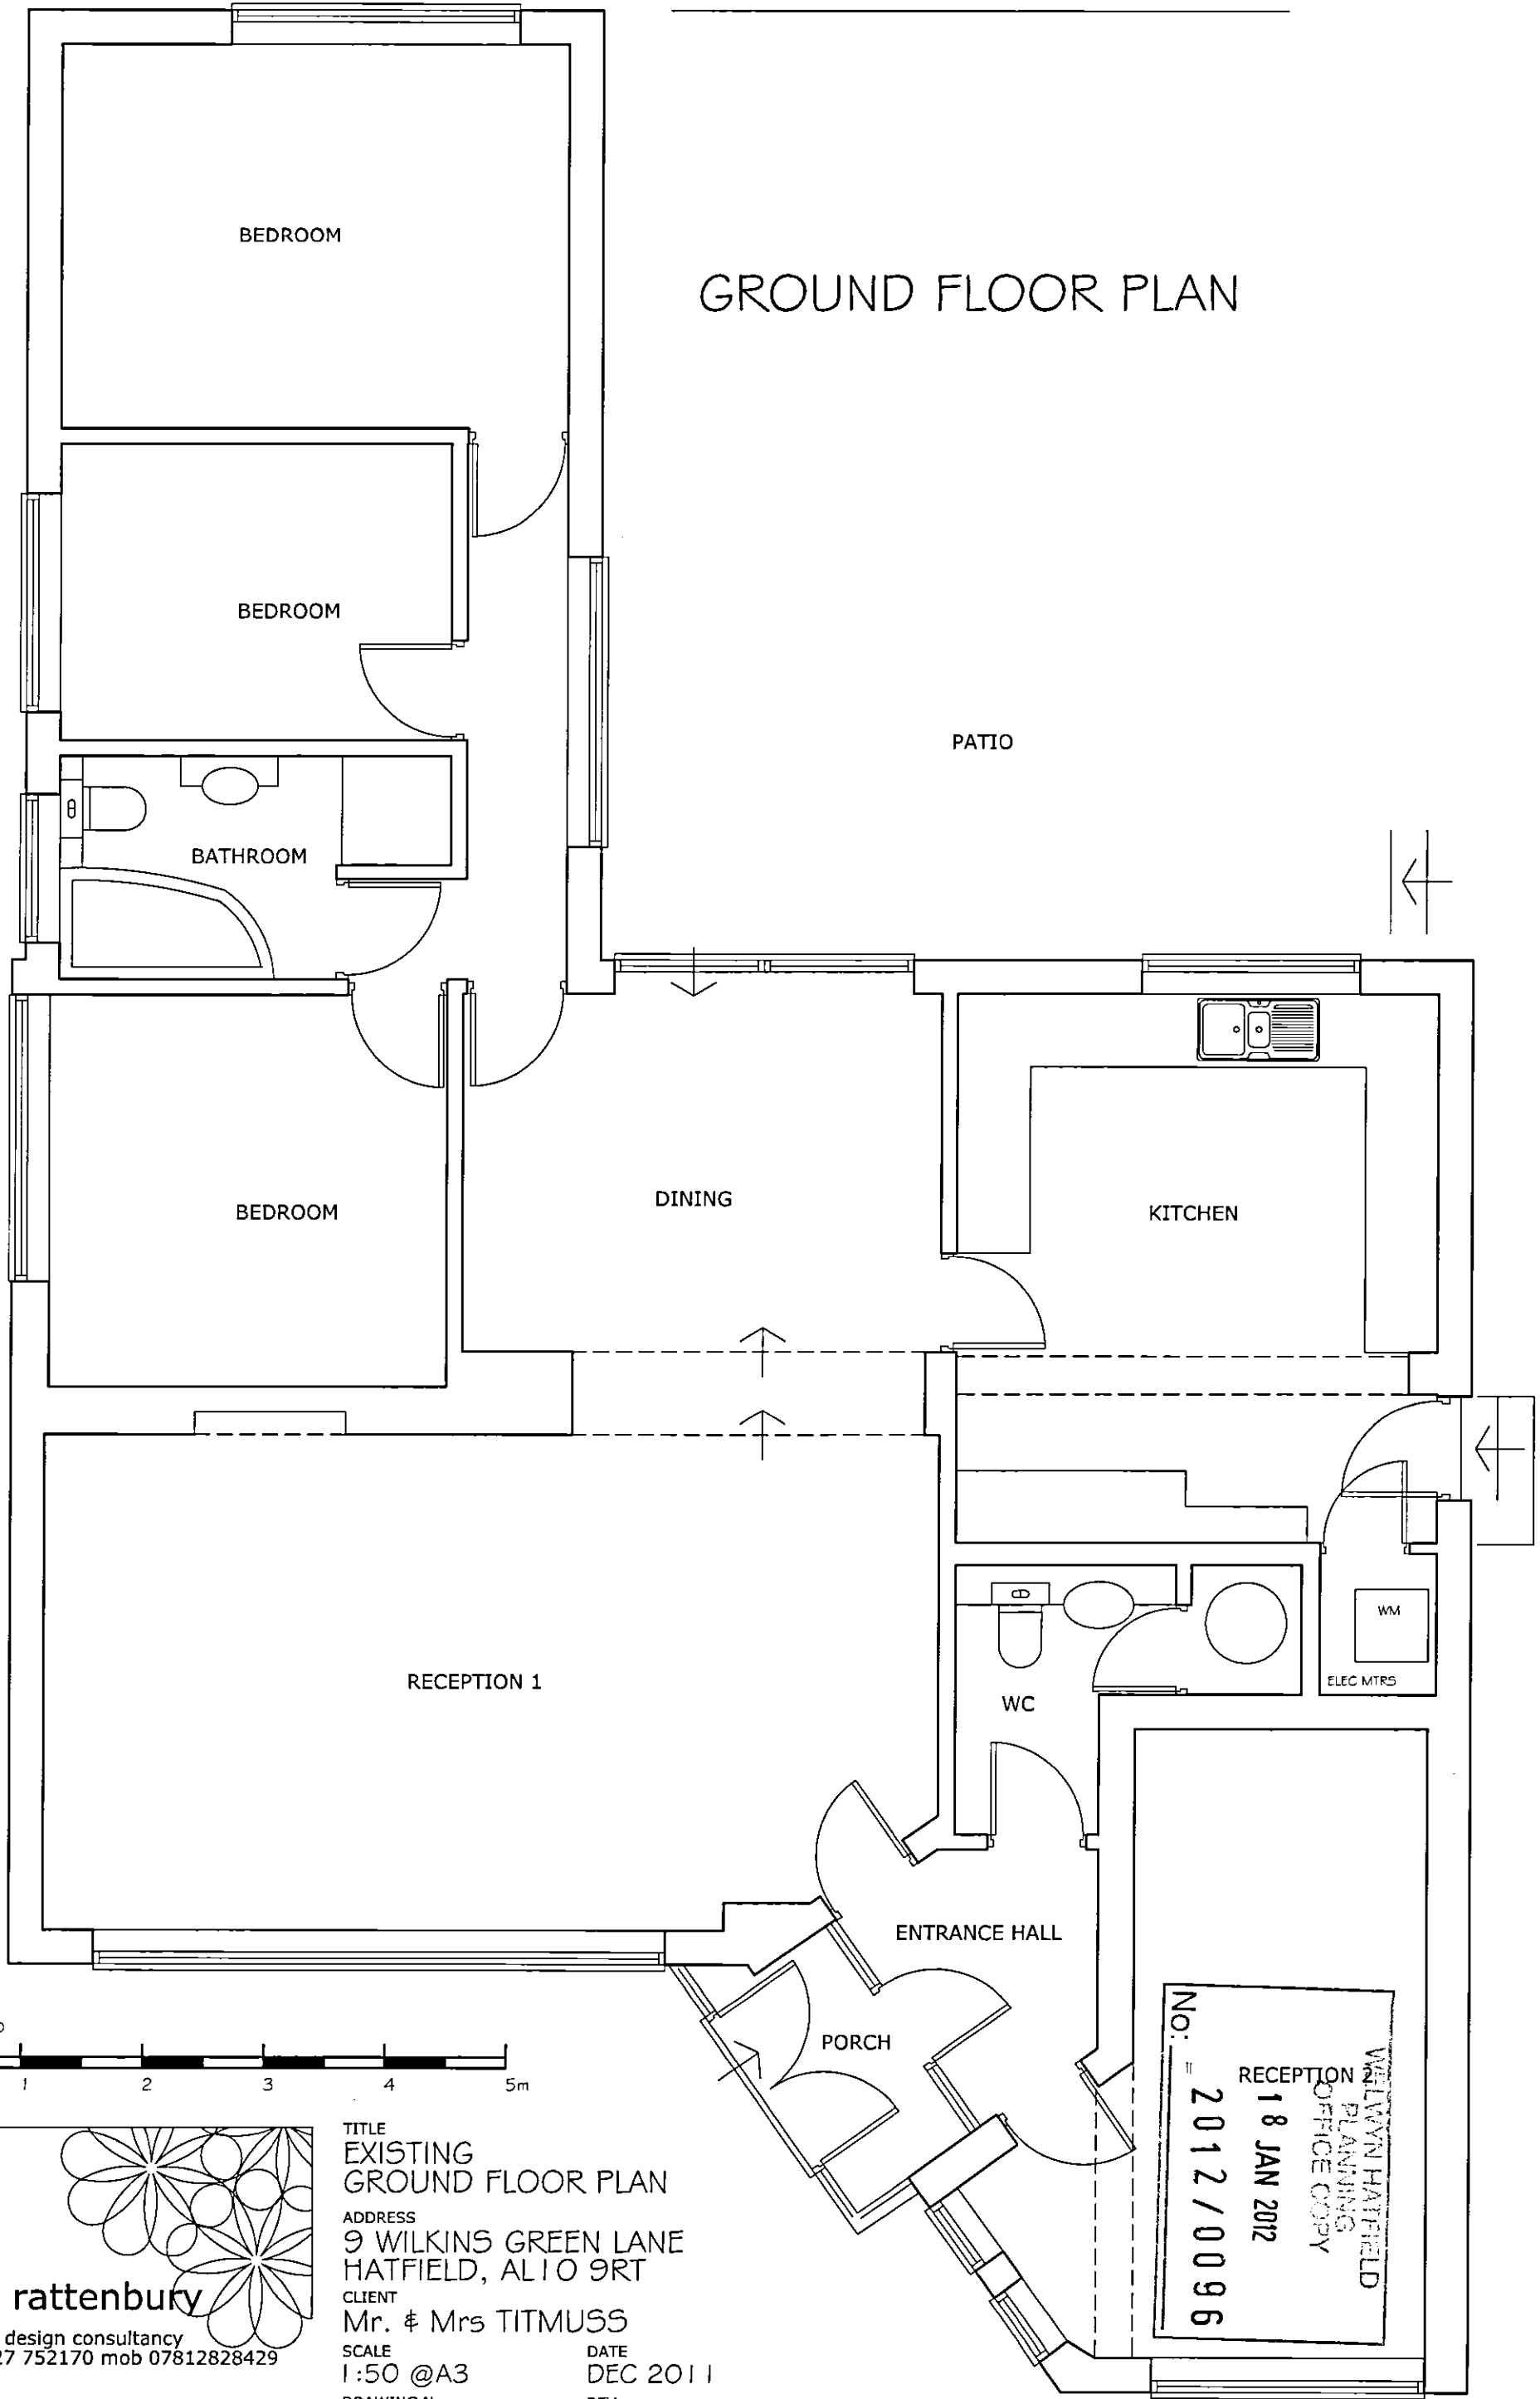 BEDROOM
GROUND FLOOR PLAN
BEDROOM
PATIO
BATHROOM
BEDROOM
DINING
KITCHEN
WM
ELEC MTRS
RECEPTION 1
WC
ENTRANCE HALL
PORCH
RECEPTION 2
WELWYN HATFIELD
PLANNING
OFFICE COPY
18 JAN 2012
No: = 2012/0096
1 2 3 4 5m
rattenbury
design consultancy
27 752170 mob 07812828429
TITLE
EXISTING
GROUND FLOOR PLAN
ADDRESS
9 WILKINS GREEN LANE
HATFIELD, AL10 9RT
CLIENT
Mr. & Mrs TITMUSS
SCALE DATE
1:50 @A3 DEC 2011